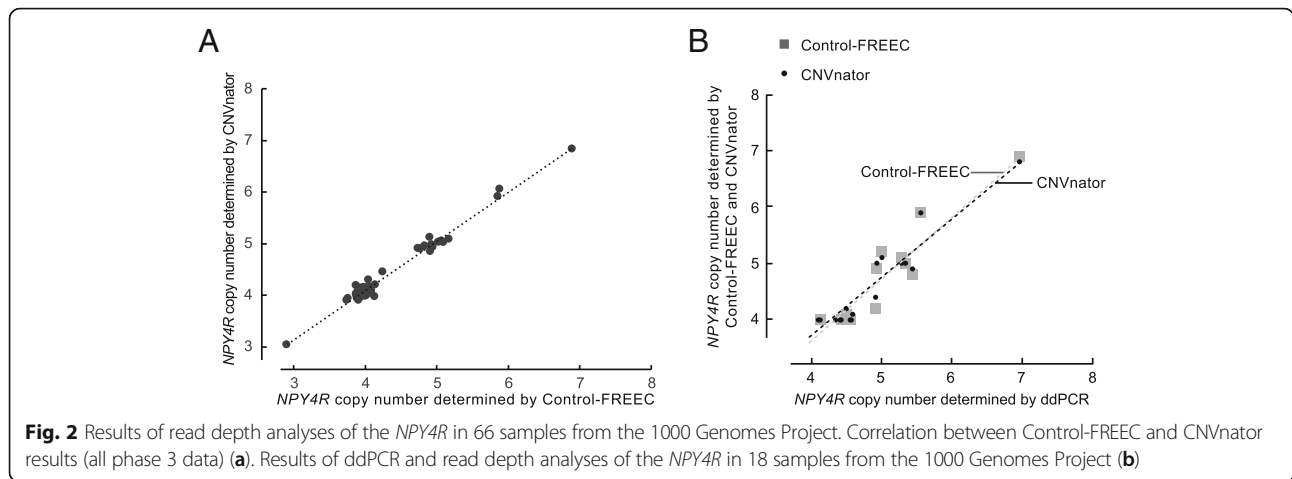 A
NPY4R copy number determined by CNVnator
8
7
6
5
4
3
3 4 5 6 7 8
NPY4R copy number determined by Control-FREEC
B
Control-FREEC
CNVnator
NPY4R copy number determined by
Control-FREEC and CNVnator
8
7
6
5
4
Control-FREEC
CNVnator
4 5 6 7 8
NPY4R copy number determined by ddPCR
Fig. 2 Results of read depth analyses of the NPY4R in 66 samples from the 1000 Genomes Project. Correlation between Control-FREEC and CNVnator
results (all phase 3 data) (a). Results of ddPCR and read depth analyses of the NPY4R in 18 samples from the 1000 Genomes Project (b)